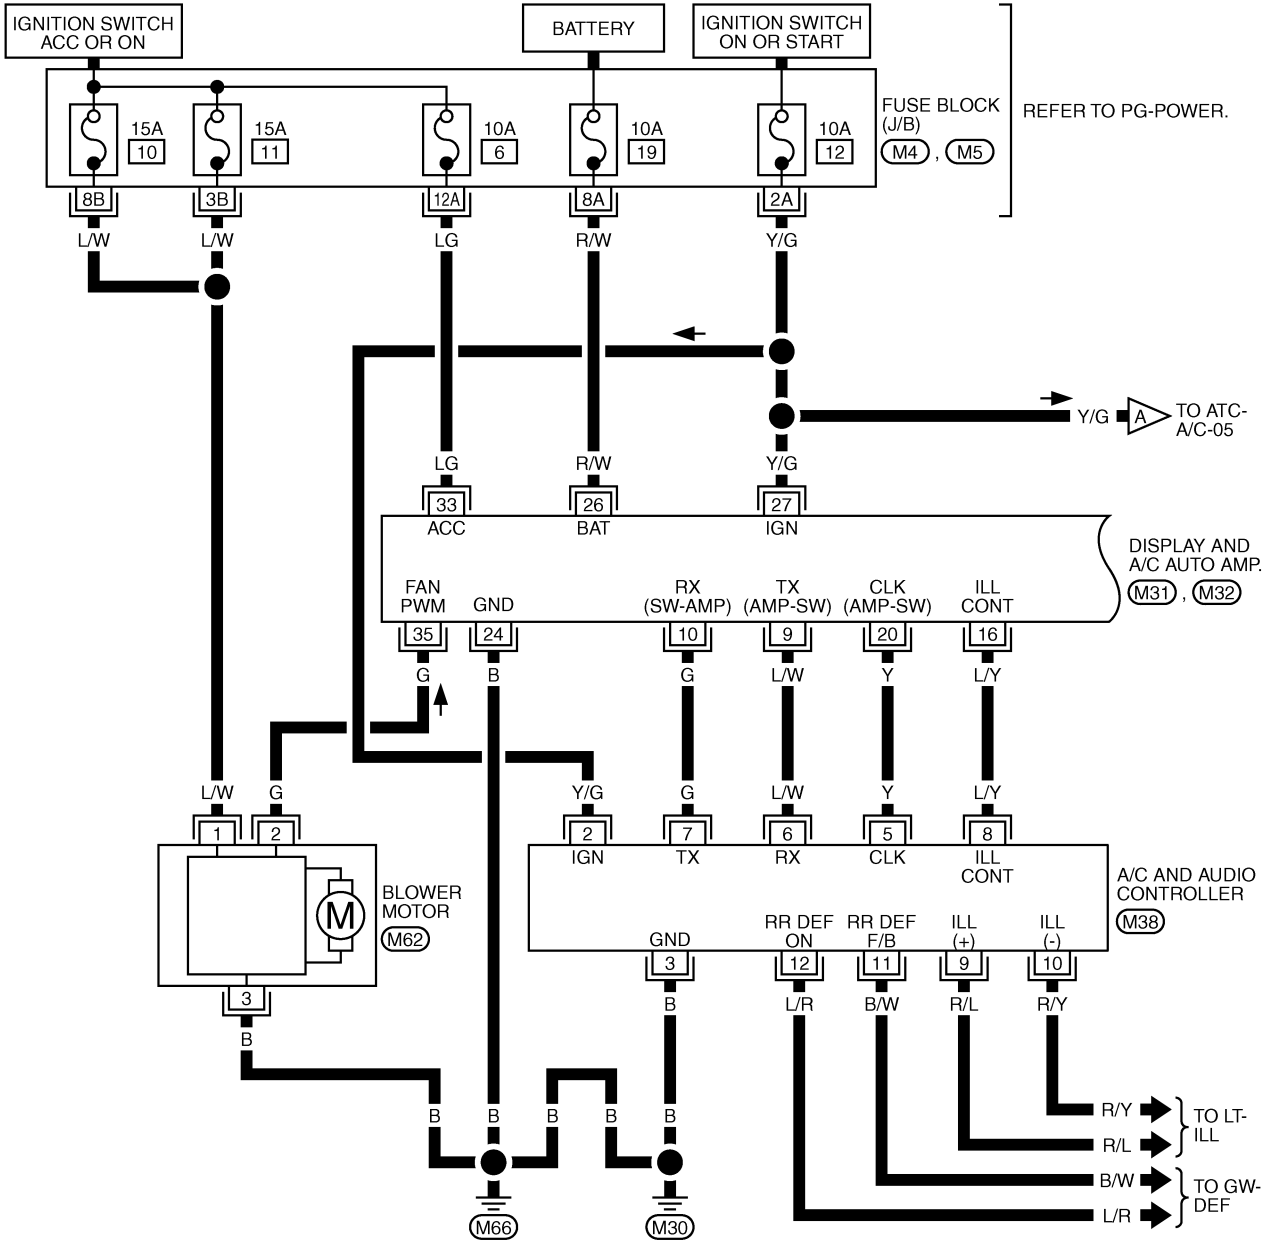 IGNITION SWITCH
ACC OR ON
BATTERY
IGNITION SWITCH
ON OR START
15A
10
15A
11
10A
6
10A
19
10A
12
FUSE BLOCK
(J/B)
M4 , M5
REFER TO PG-POWER.
8B
3B
12A
8A
2A
L/W
L/W
LG
R/W
Y/G
Y/G
A
TO ATC-
A/C-05
LG
R/W
Y/G
33
26
27
ACC
BAT
IGN
DISPLAY AND
A/C AUTO AMP.
M31 , M32
FAN
PWM
GND
RX
(SW-AMP)
TX
(AMP-SW)
CLK
(AMP-SW)
ILL
CONT
35
24
10
9
20
16
G
B
G
L/W
Y
L/Y
L/W
G
Y/G
G
L/W
Y
L/Y
1
2
2
7
6
5
8
IGN
TX
RX
CLK
ILL
CONT
M
BLOWER
MOTOR
M62
A/C AND AUDIO
CONTROLLER
M38
GND
RR DEF
ON
RR DEF
F/B
ILL
(+)
ILL
(-)
3
3
12
11
9
10
B
B
L/R
B/W
R/L
R/Y
B
B
B
B
B
R/Y
R/L
TO LT-
ILL
B/W
L/R
TO GW-
DEF
M66
M30